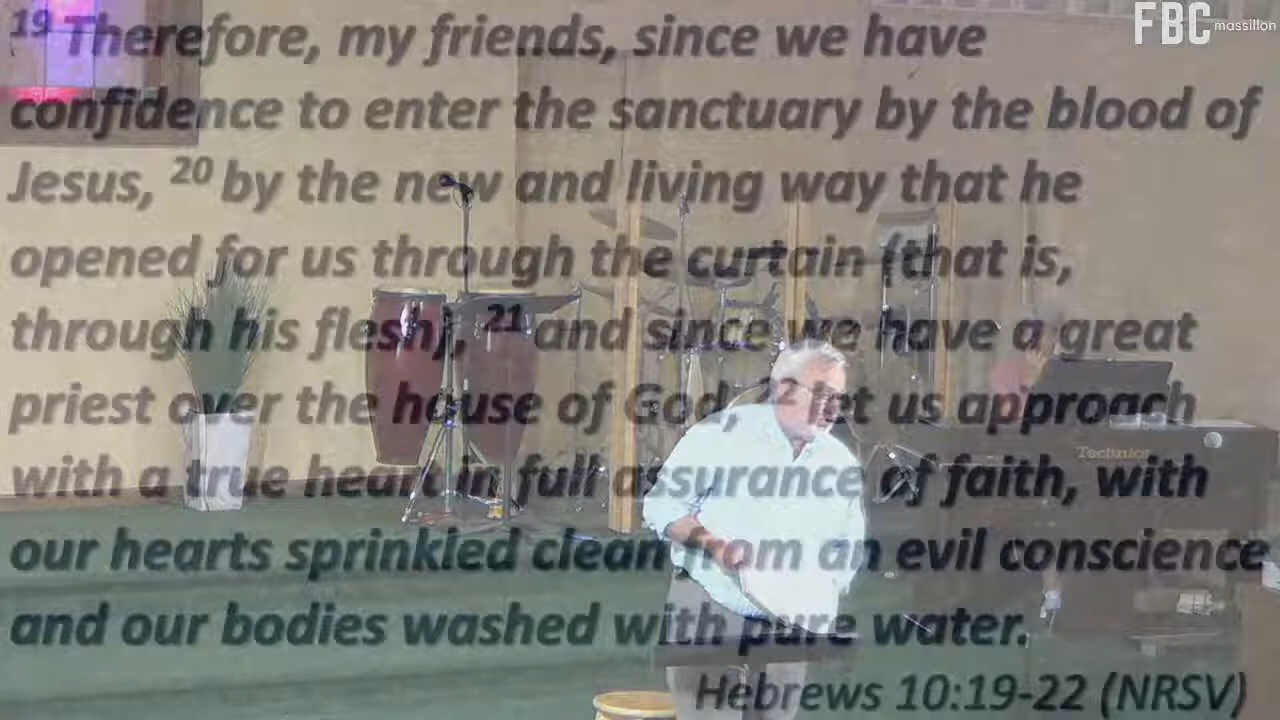 FBC massillon
19 Therefore, my friends, since we have
confidence to enter the sanctuary by the blood of
Jesus, 20 by the new and living way that he
opened for us through the curtain (that is,
through his flesh), 21 and since we have a great
priest over the house of God, let us approach
with a true heart in full assurance of faith, with
our hearts sprinkled clean from an evil conscience
and our bodies washed with pure water.
Hebrews 10:19-22 (NRSV)
Technics